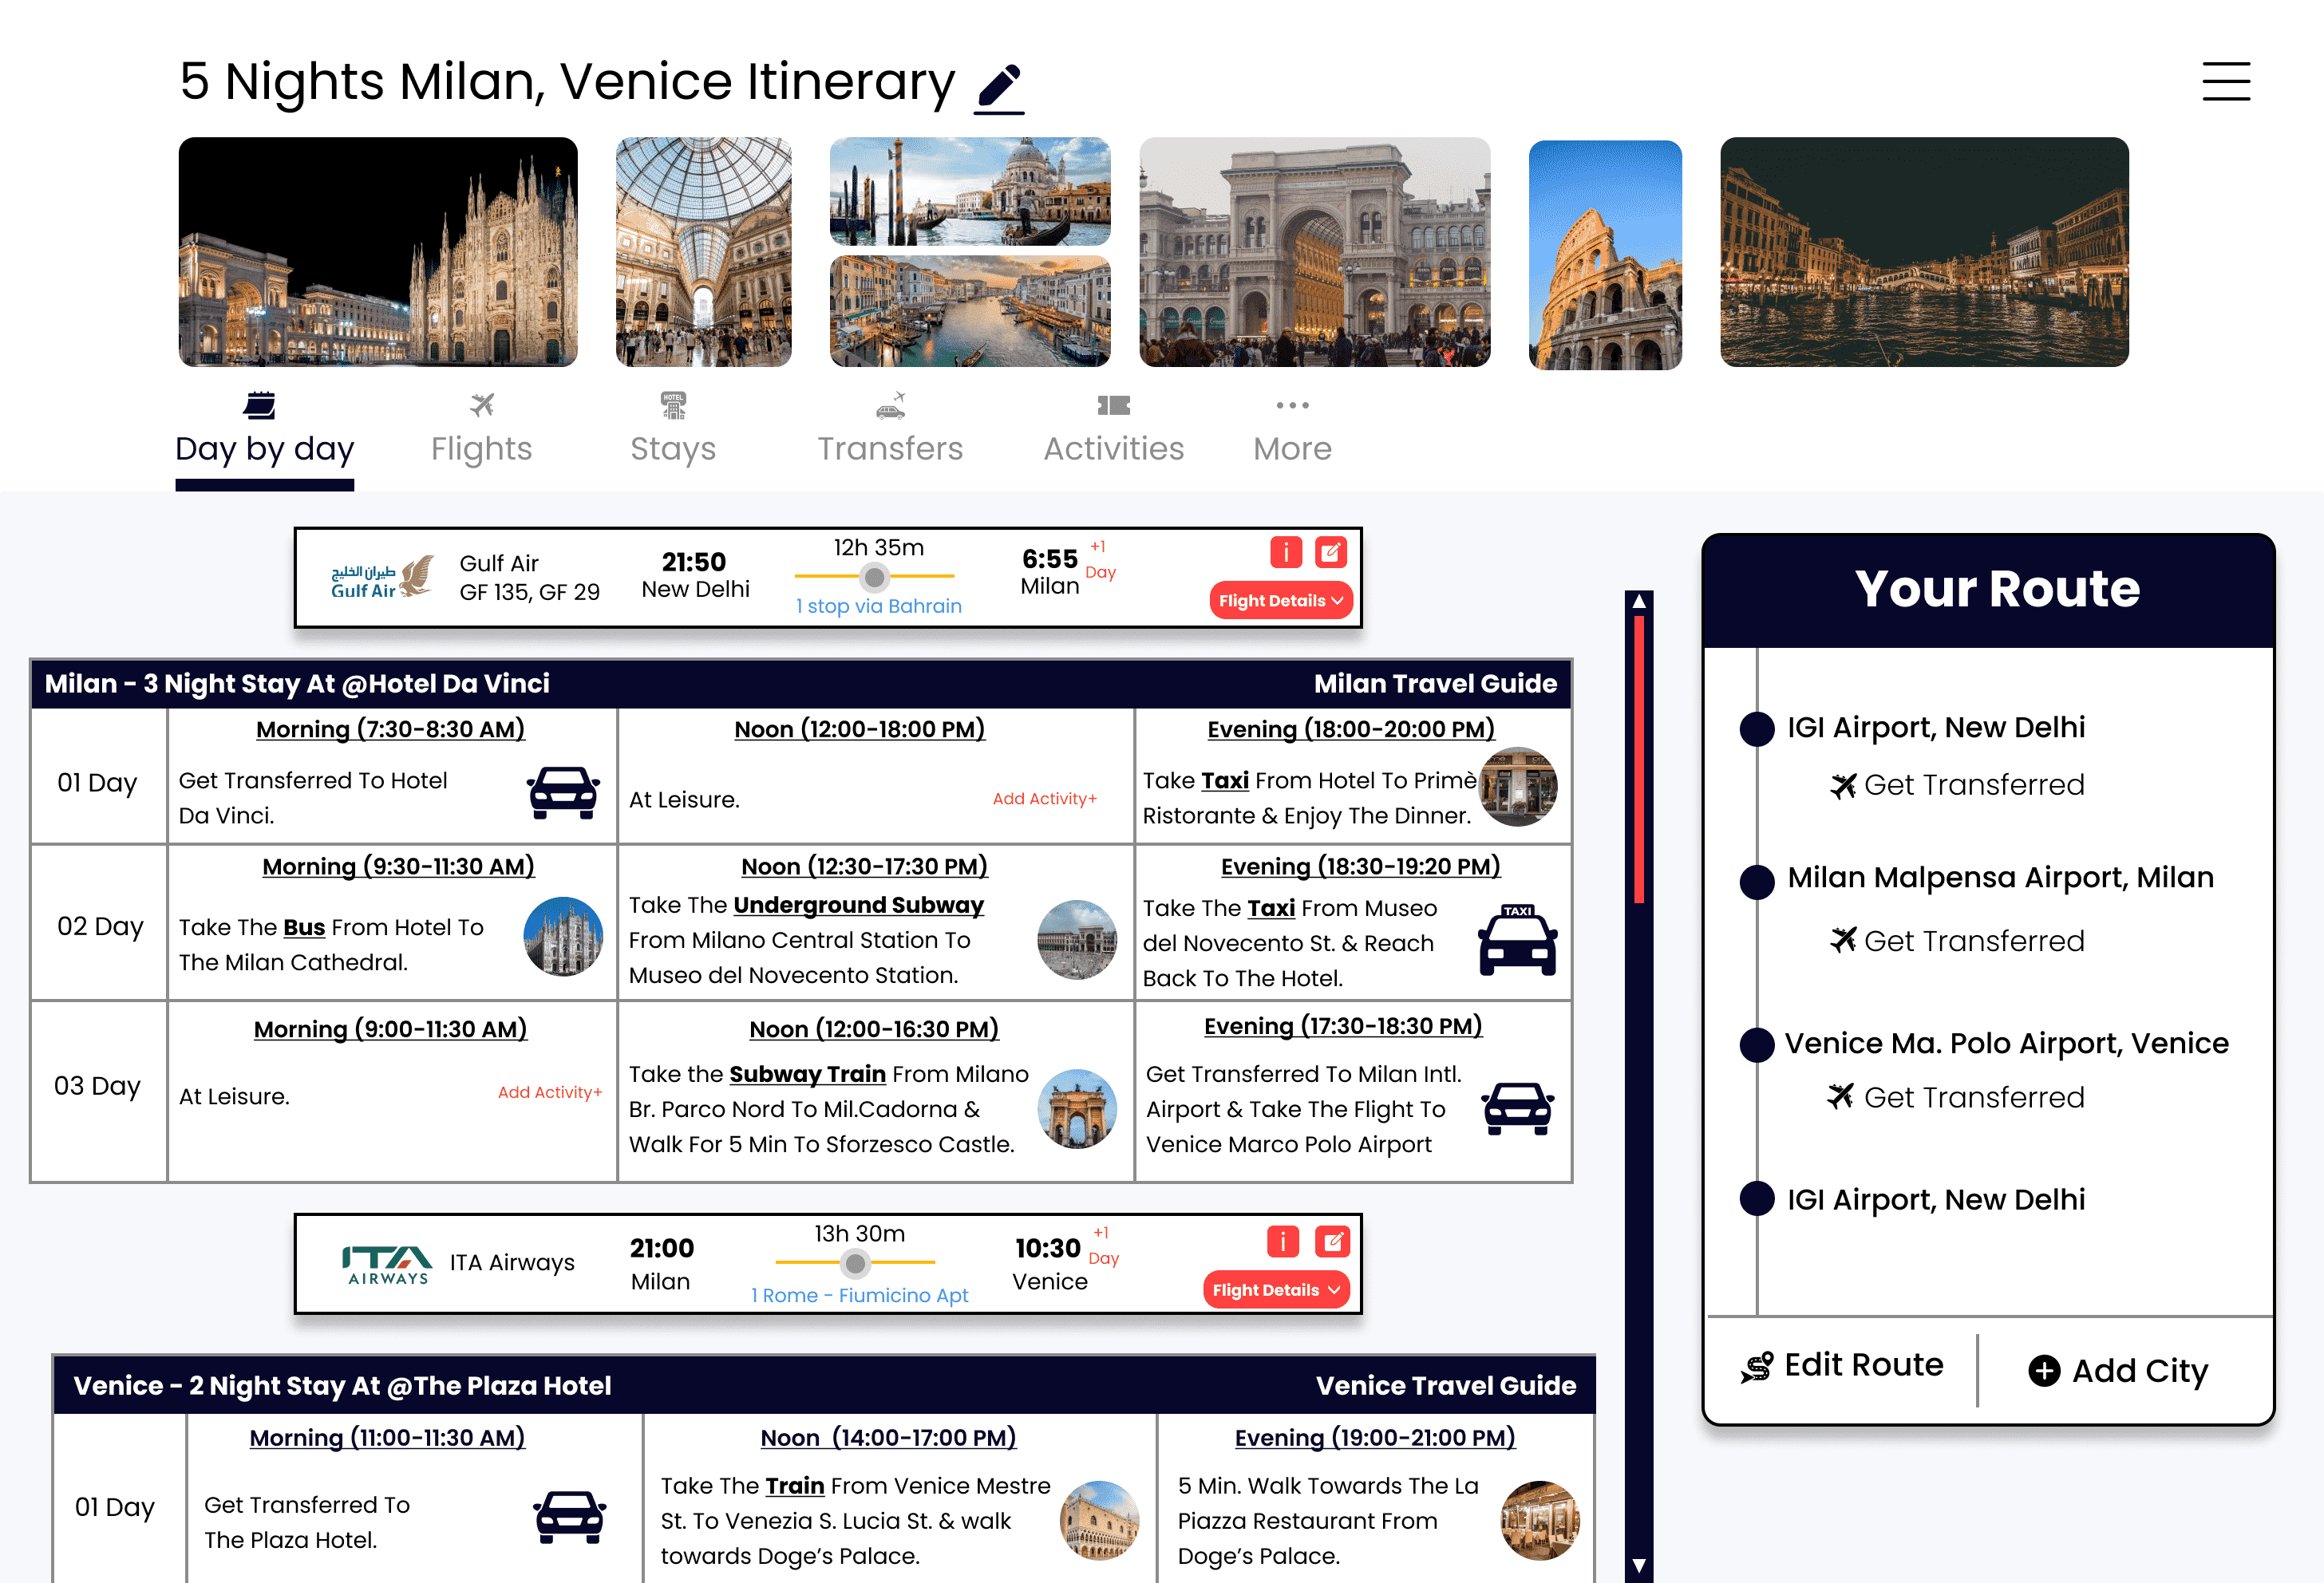 5 Nights Milan, Venice Itinerary
Day by day
Flights
HOTEL
Stays
Transfers
Activities
More
طيران الخليج
Gulf Air
Gulf Air
GF 135, GF 29
21:50
New Delhi
12h 35m
1 stop via Bahrain
6:55
Milan
+1
Day
i
Flight Details
Milan - 3 Night Stay At @Hotel Da Vinci
Milan Travel Guide
01 Day
Morning (7:30-8:30 AM)
Get Transferred To Hotel
Da Vinci.
Noon (12:00-18:00 PM)
At Leisure.
Add Activity+
Evening (18:00-20:00 PM)
Take Taxi From Hotel To Primè
Ristorante & Enjoy The Dinner.
02 Day
Morning (9:30-11:30 AM)
Take The Bus From Hotel To
The Milan Cathedral.
Noon (12:30-17:30 PM)
Take The Underground Subway
From Milano Central Station To
Museo del Novecento Station.
Evening (18:30-19:20 PM)
Take The Taxi From Museo
del Novecento St. & Reach
Back To The Hotel.
TAXI
03 Day
Morning (9:00-11:30 AM)
At Leisure.
Add Activity+
Noon (12:00-16:30 PM)
Take the Subway Train From Milano
Br. Parco Nord To Mil.Cadorna &
Walk For 5 Min To Sforzesco Castle.
Evening (17:30-18:30 PM)
Get Transferred To Milan Intl.
Airport & Take The Flight To
Venice Marco Polo Airport
ITA
AIRWAYS
ITA Airways
21:00
Milan
13h 30m
1 Rome - Fiumicino Apt
10:30
Venice
+1
Day
i
Flight Details
Venice - 2 Night Stay At @The Plaza Hotel
Venice Travel Guide
01 Day
Morning (11:00-11:30 AM)
Get Transferred To
The Plaza Hotel.
Noon (14:00-17:00 PM)
Take The Train From Venice Mestre
St. To Venezia S. Lucia St. & walk
towards Doge's Palace.
Evening (19:00-21:00 PM)
5 Min. Walk Towards The La
Piazza Restaurant From
Doge's Palace.
Your Route
IGI Airport, New Delhi
Get Transferred
Milan Malpensa Airport, Milan
Get Transferred
Venice Ma. Polo Airport, Venice
Get Transferred
IGI Airport, New Delhi
Edit Route
Add City